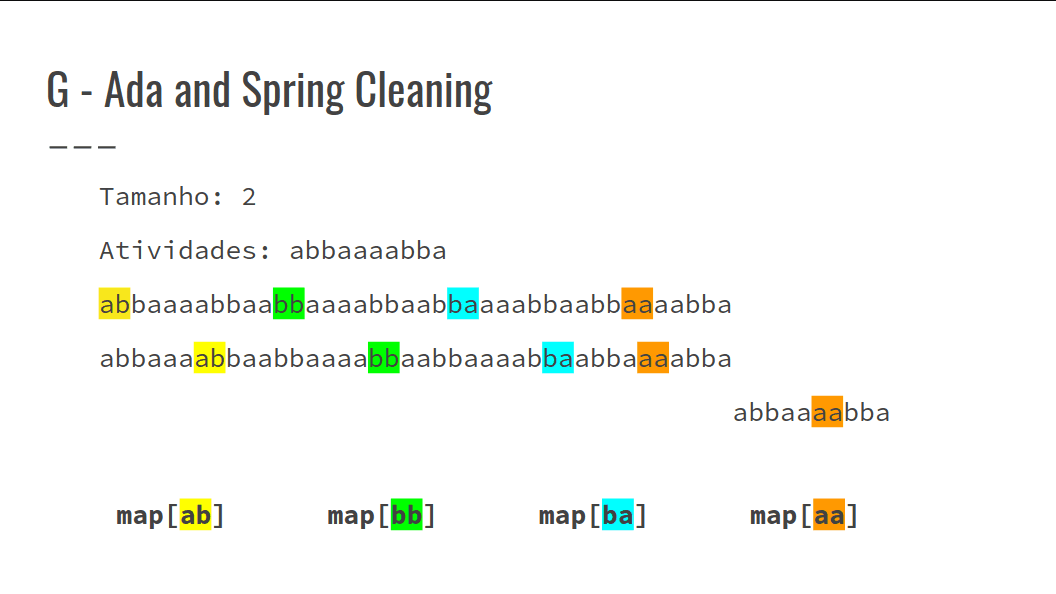 G - Ada and Spring Cleaning
Tamanho: 2
Atividades: abbaaaabba
abbaaaabbaabbaaaabbaabbaaaabbaabbaaaabba
abbaaaabbaabbaaaabbaabbaaaabbaabbaaaabba
abbaaaabba
map[ab] map[bb] map[ba] map[aa]